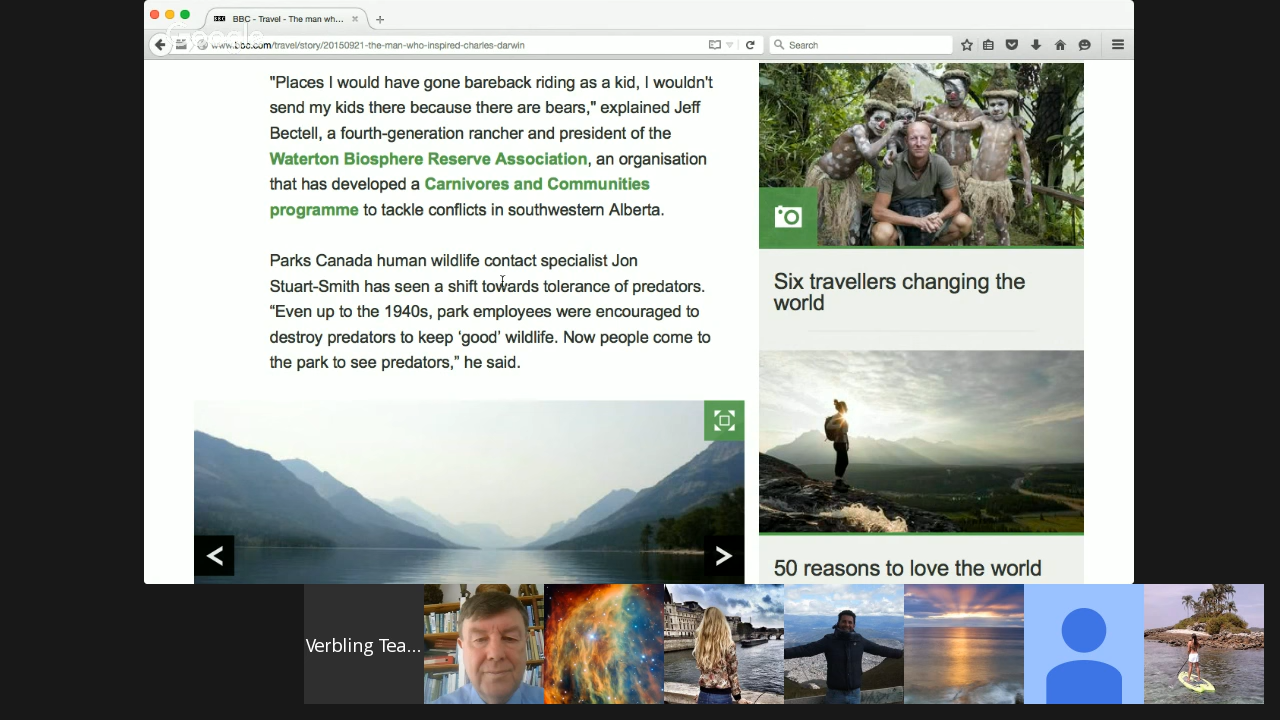 BBC - Travel - The man wh...
Google
www.bbc.com/travel/story/20150921-the-man-who-inspired-charles-darwin
Search
"Places I would have gone bareback riding as a kid, I wouldn't
send my kids there because there are bears," explained Jeff
Bectell, a fourth-generation rancher and president of the
Waterton Biosphere Reserve Association, an organisation
that has developed a Carnivores and Communities
programme to tackle conflicts in southwestern Alberta.
Parks Canada human wildlife contact specialist Jon
Stuart-Smith has seen a shift towards tolerance of predators.
“Even up to the 1940s, park employees were encouraged to
destroy predators to keep ‘good’ wildlife. Now people come to
the park to see predators,” he said.
Six travellers changing the
world
50 reasons to love the world
Verbling Tea...